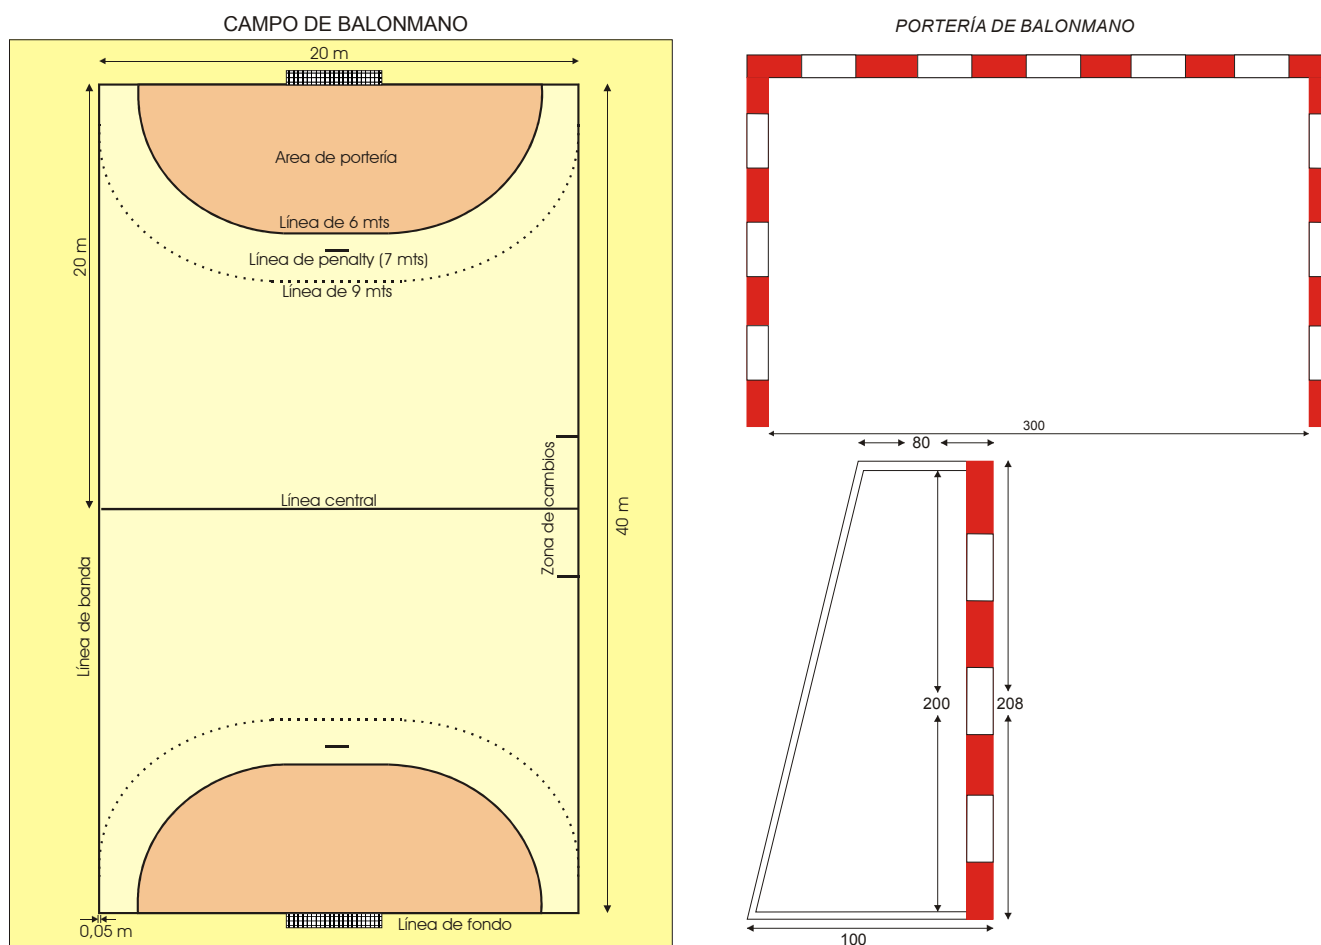 CAMPO DE BALONMANO
20 m
Area de portería
Línea de 6 mts
Línea de penalty (7 mts)
Línea de 9 mts
20 m
Línea central
Zona de cambios
40 m
Línea de banda
0,05 m
Línea de fondo
PORTERÍA DE BALONMANO
300
80
200
208
100